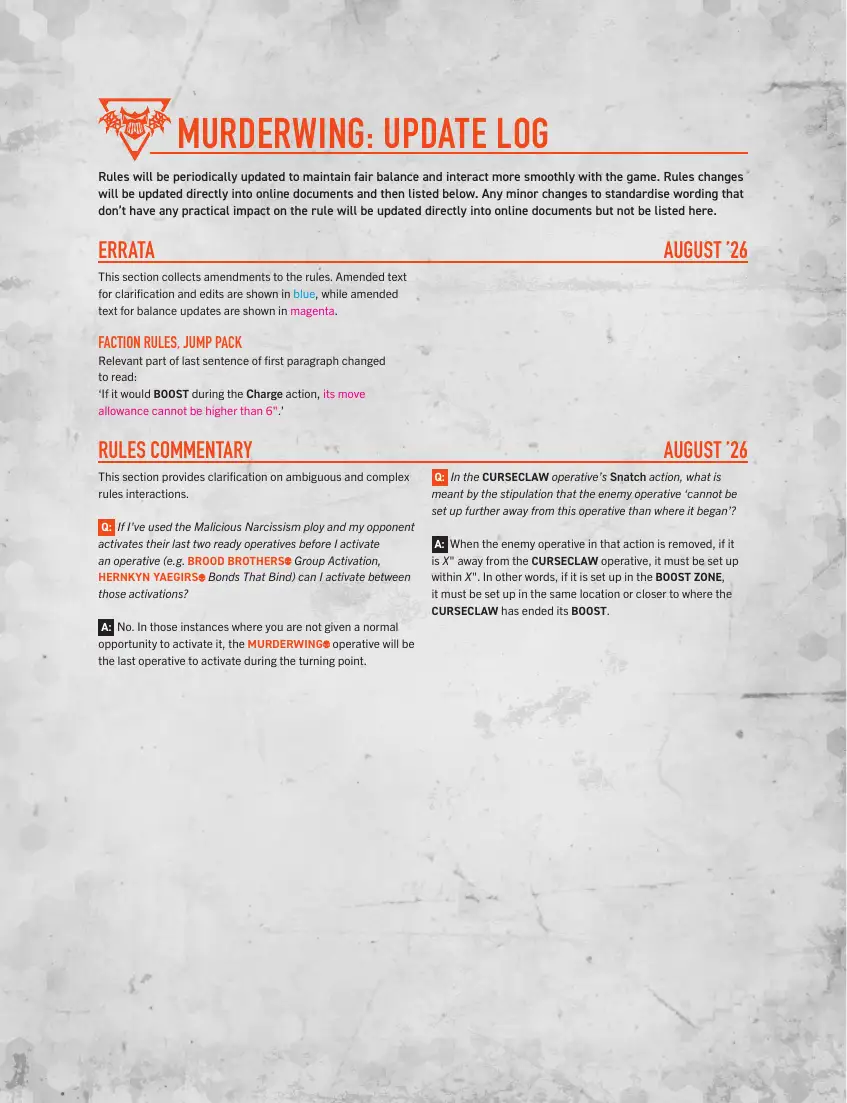 MURDERWING: UPDATE LOG
Rules will be periodically updated to maintain fair balance and interact more smoothly with the game. Rules changes
will be updated directly into online documents and then listed below. Any minor changes to standardise wording that
don’t have any practical impact on the rule will be updated directly into online documents but not be listed here.
ERRATA AUGUST ’26
This section collects amendments to the rules. Amended text
for clarification and edits are shown in blue, while amended
text for balance updates are shown in magenta.
FACTION RULES, JUMP PACK
Relevant part of last sentence of first paragraph changed
to read:
‘If it would BOOST during the Charge action, its move
allowance cannot be higher than 6".’
RULES COMMENTARY AUGUST ’26
This section provides clarification on ambiguous and complex
rules interactions.
Q: If I’ve used the Malicious Narcissism ploy and my opponent
activates their last two ready operatives before I activate
an operative (e.g. BROOD BROTHERS Group Activation,
HERNKYN YAEGIRS Bonds That Bind) can I activate between
those activations?
A: No. In those instances where you are not given a normal
opportunity to activate it, the MURDERWING operative will be
the last operative to activate during the turning point.
Q: In the CURSECLAW operative’s Snatch action, what is
meant by the stipulation that the enemy operative ‘cannot be
set up further away from this operative than where it began’?
A: When the enemy operative in that action is removed, if it
is X" away from the CURSECLAW operative, it must be set up
within X". In other words, if it is set up in the BOOST ZONE,
it must be set up in the same location or closer to where the
CURSECLAW has ended its BOOST.